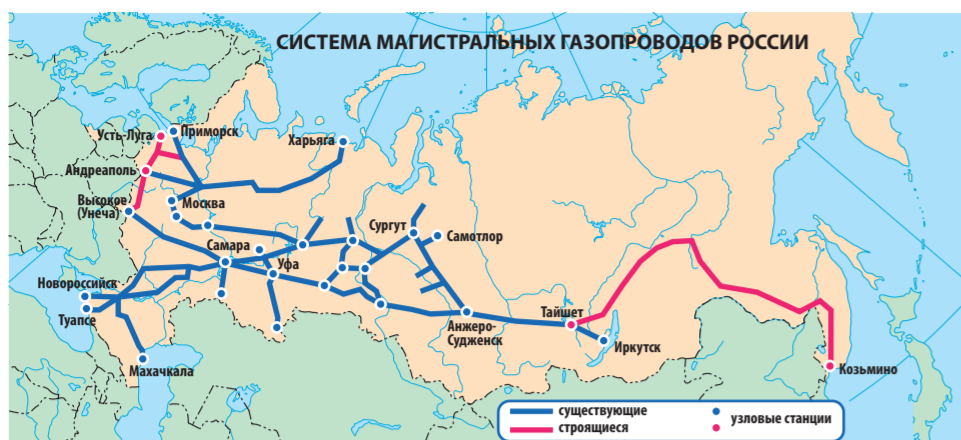 СИСТЕМА МАГИСТРАЛЬНЫХ ГАЗОПРОВОДОВ РОССИИ
Усть-Луга
Приморск
Харьяга
Андреаполь
Высокое
(Унеча)
Москва
Сургут
Самотлор
Самара
Уфа
Новороссийск
Туапсе
Махачкала
Анжеро-
Судженск
Тайшет
Иркутск
Козьмино
существующие
узловые станции
строящиеся